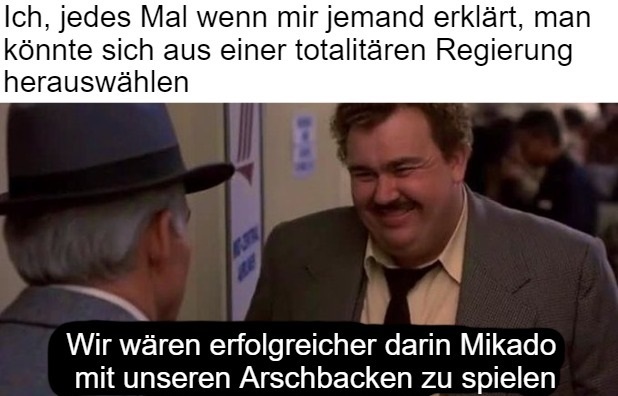 Ich, jedes Mal wenn mir jemand erklärt, man
könnte sich aus einer totalitären Regierung
herauswählen
Wir wären erfolgreicher darin Mikado
mit unseren Arschbacken zu spielen